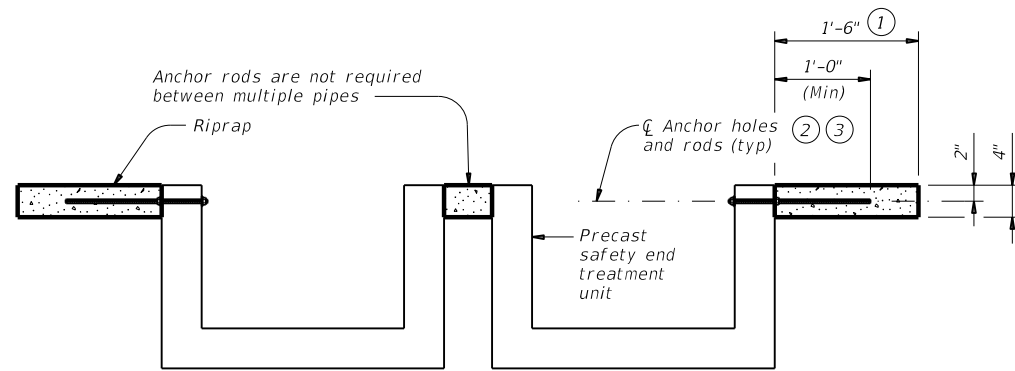 1'-6" 1
1'-0"
(Min)
Anchor rods are not required
between multiple pipes
Riprap
℄ Anchor holes 2 3
and rods (typ)
2"
4"
Precast
safety end
treatment
unit